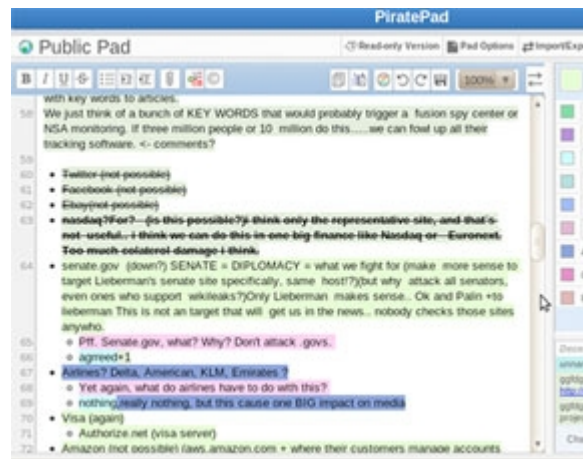 PiratePad
Public Pad
Read-only Version
Pad Options
Import/Exp
B I U S
100%
with key words to articles.
58 We just think of a bunch of KEY WORDS that would probably trigger a fusion spy center or
NSA monitoring. If three million people or 10 million do this.....we can fowl up all their
tracking software. <- comments?
59
60 • Twitter (not possible)
61 • Facebook (not possible)
62 • Ebay(not possible)
63 • nasdaq?For? (is this possible?)i think only the representative site, and that's
not useful.. i think we can do this in one big finance like Nasdaq or Euronext.
Too much colaterol damage i think.
64 • senate.gov (down?) SENATE = DIPLOMACY = what we fight for (make more sense to
target Lieberman's senate site specifically, same host!?)(but why attack all senators,
even ones who support wikileaks?)Only Lieberman makes sense.. Ok and Palin +to
lieberman This is not an target that will get us in the news.. nobody checks those sites
anywho.
65 ∘ Pff. Senate.gov, what? Why? Don't attack .govs.
66 ∘ agrreed+1
67 • Airlines? Delta, American, KLM, Emirates ?
68 ∘ Yet again, what do airlines have to do with this?
69 ∘ nothing,really nothing, but this cause one BIG impact on media
70 • Visa (again)
71 ∘ Authorize.net (visa server)
72 • Amazon (not possible) (aws.amazon.com + where their customers manage accounts